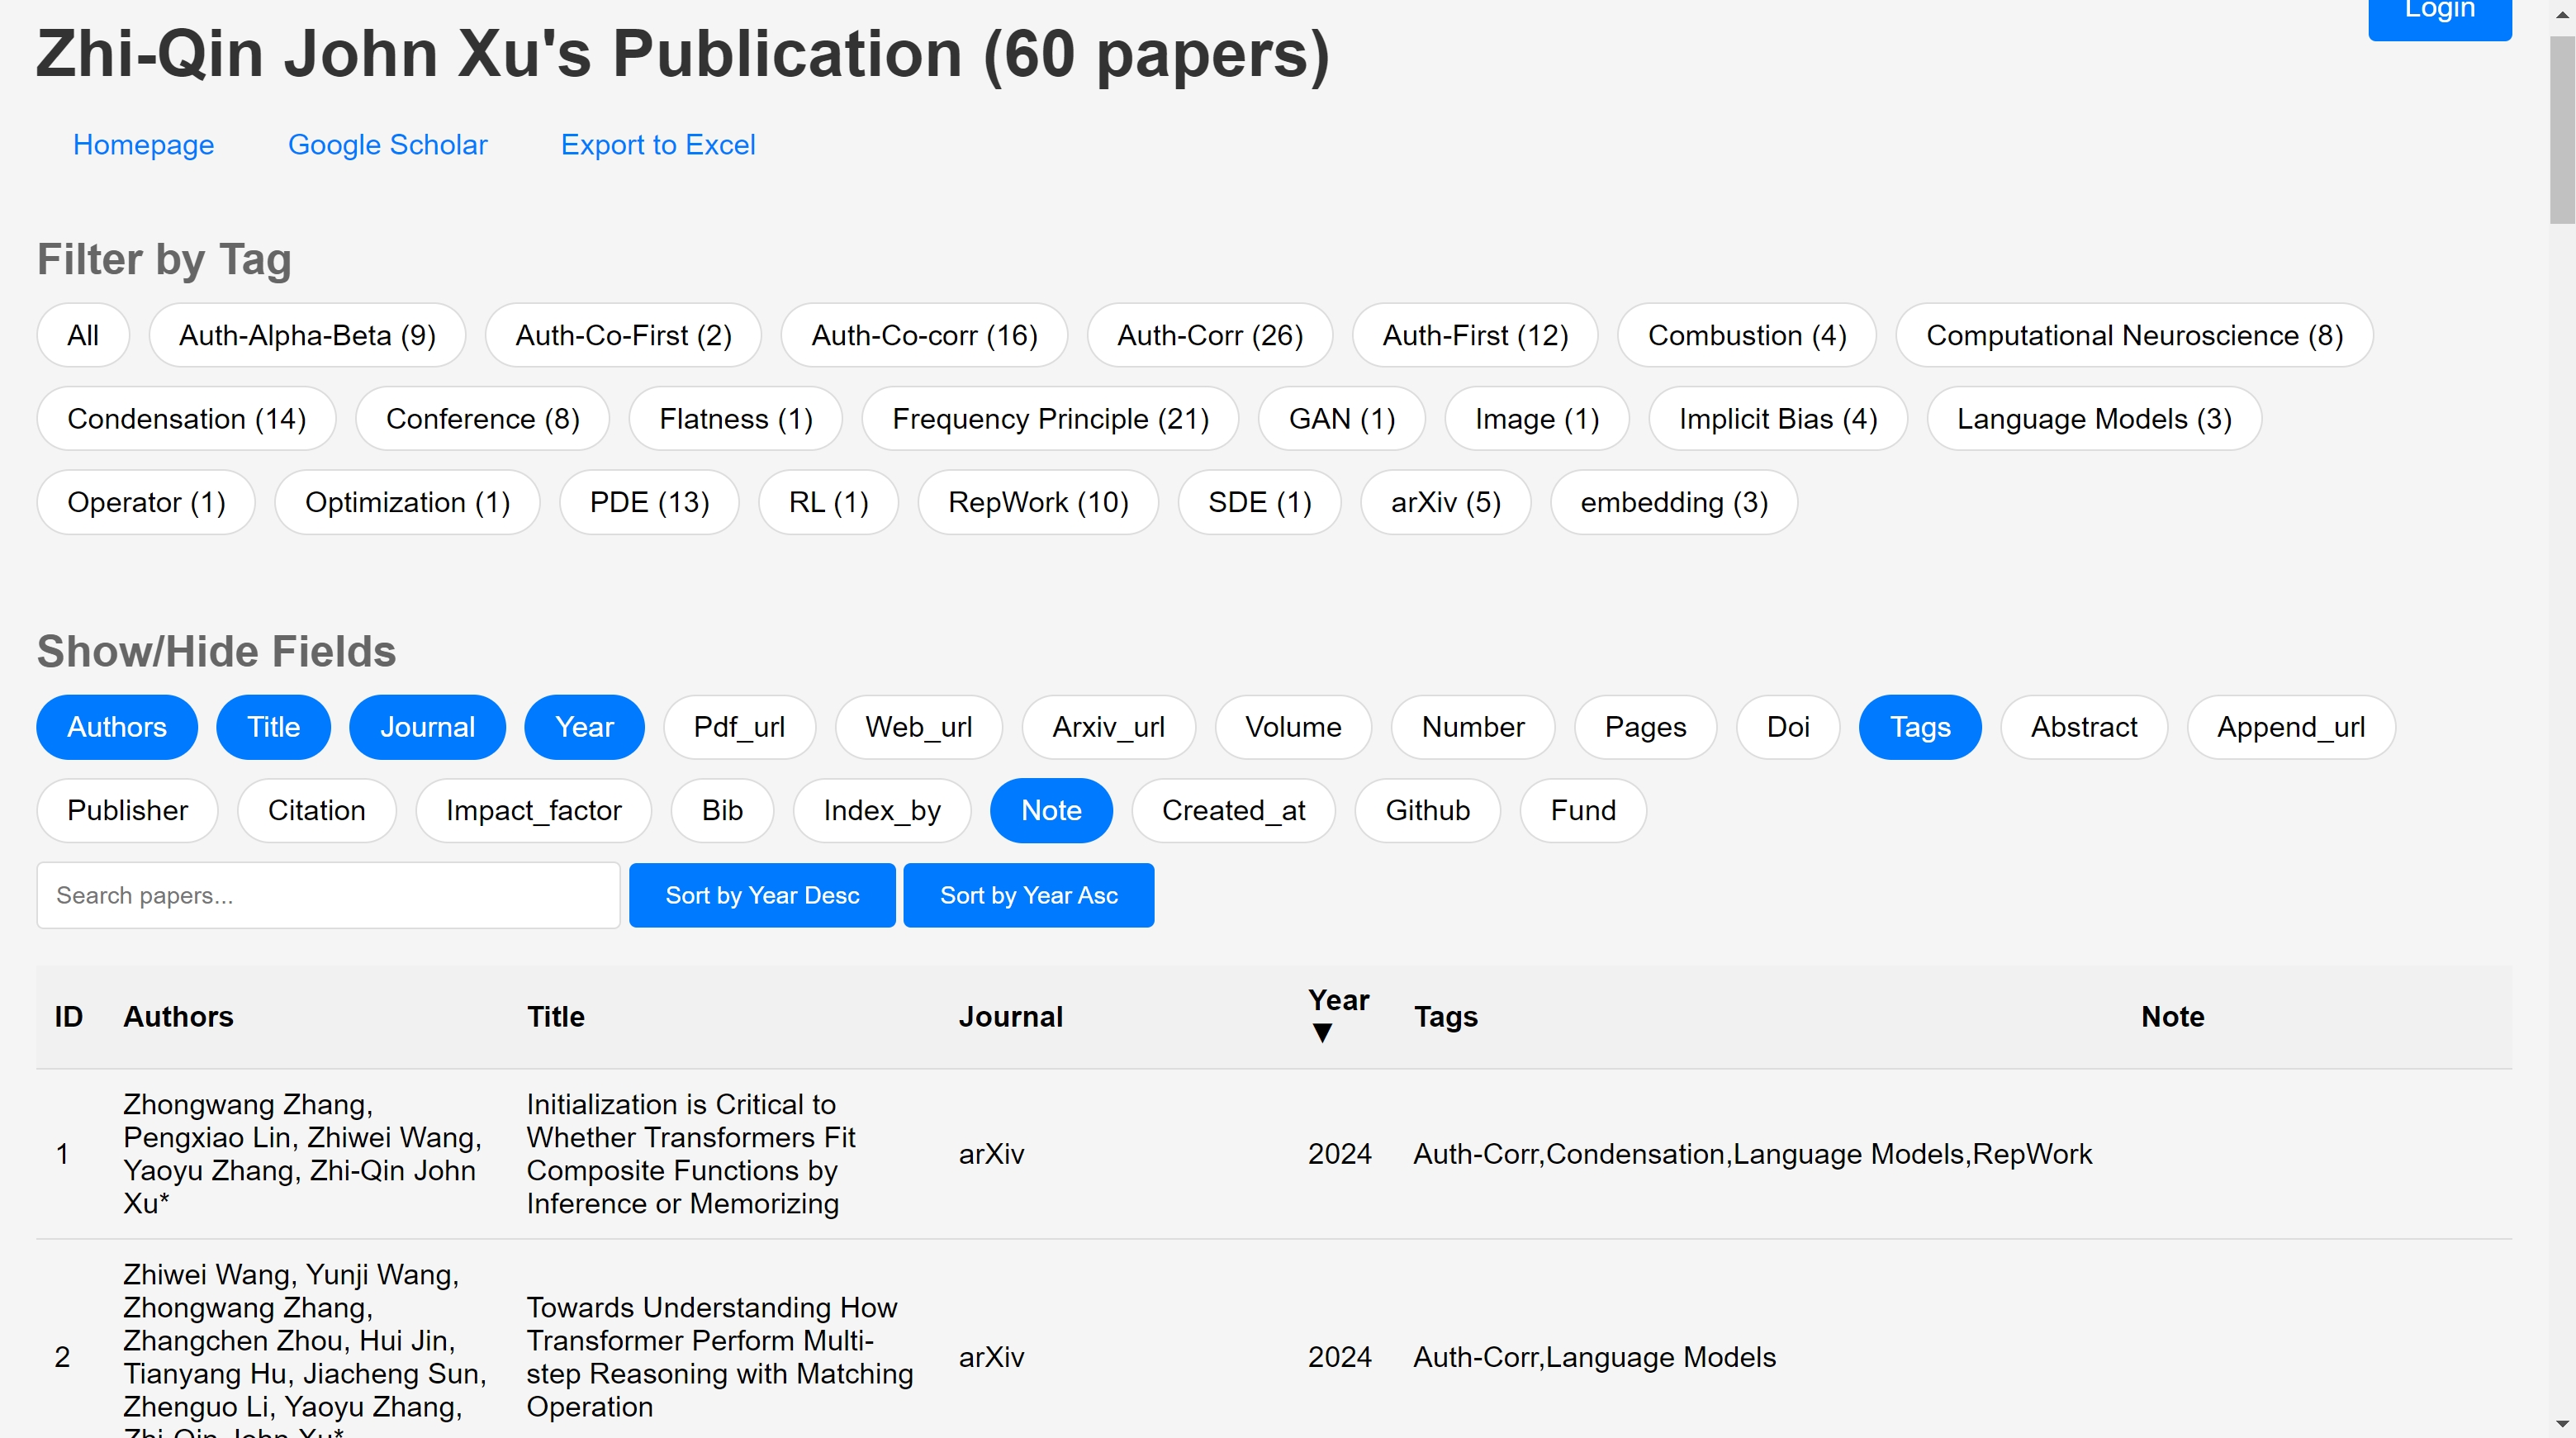 Login
Zhi-Qin John Xu's Publication (60 papers)
Homepage Google Scholar Export to Excel
Filter by Tag
All Auth-Alpha-Beta (9) Auth-Co-First (2) Auth-Co-corr (16) Auth-Corr (26) Auth-First (12) Combustion (4) Computational Neuroscience (8)
Condensation (14) Conference (8) Flatness (1) Frequency Principle (21) GAN (1) Image (1) Implicit Bias (4) Language Models (3)
Operator (1) Optimization (1) PDE (13) RL (1) RepWork (10) SDE (1) arXiv (5) embedding (3)
Show/Hide Fields
Authors Title Journal Year Pdf_url Web_url Arxiv_url Volume Number Pages Doi Tags Abstract Append_url
Publisher Citation Impact_factor Bib Index_by Note Created_at Github Fund
Search papers... Sort by Year Desc Sort by Year Asc
ID Authors Title Journal Year ▼ Tags Note
1
Zhongwang Zhang,
Pengxiao Lin, Zhiwei Wang,
Yaoyu Zhang, Zhi-Qin John
Xu*
Initialization is Critical to
Whether Transformers Fit
Composite Functions by
Inference or Memorizing
arXiv
2024
Auth-Corr,Condensation,Language Models,RepWork
2
Zhiwei Wang, Yunji Wang,
Zhongwang Zhang,
Zhangchen Zhou, Hui Jin,
Tianyang Hu, Jiacheng Sun,
Zhenguo Li, Yaoyu Zhang,
Zhi-Qin John Xu*
Towards Understanding How
Transformer Perform Multi-
step Reasoning with Matching
Operation
arXiv
2024
Auth-Corr,Language Models